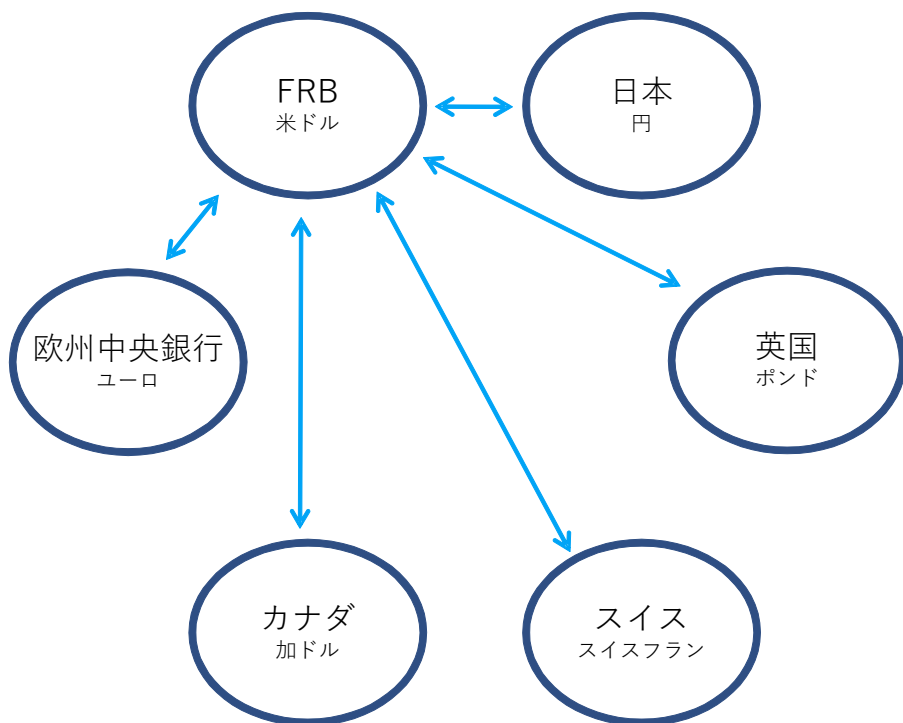 FRB
米ドル
日本
円
欧州中央銀行
ユーロ
英国
ポンド
カナダ
加ドル
スイス
スイスフラン